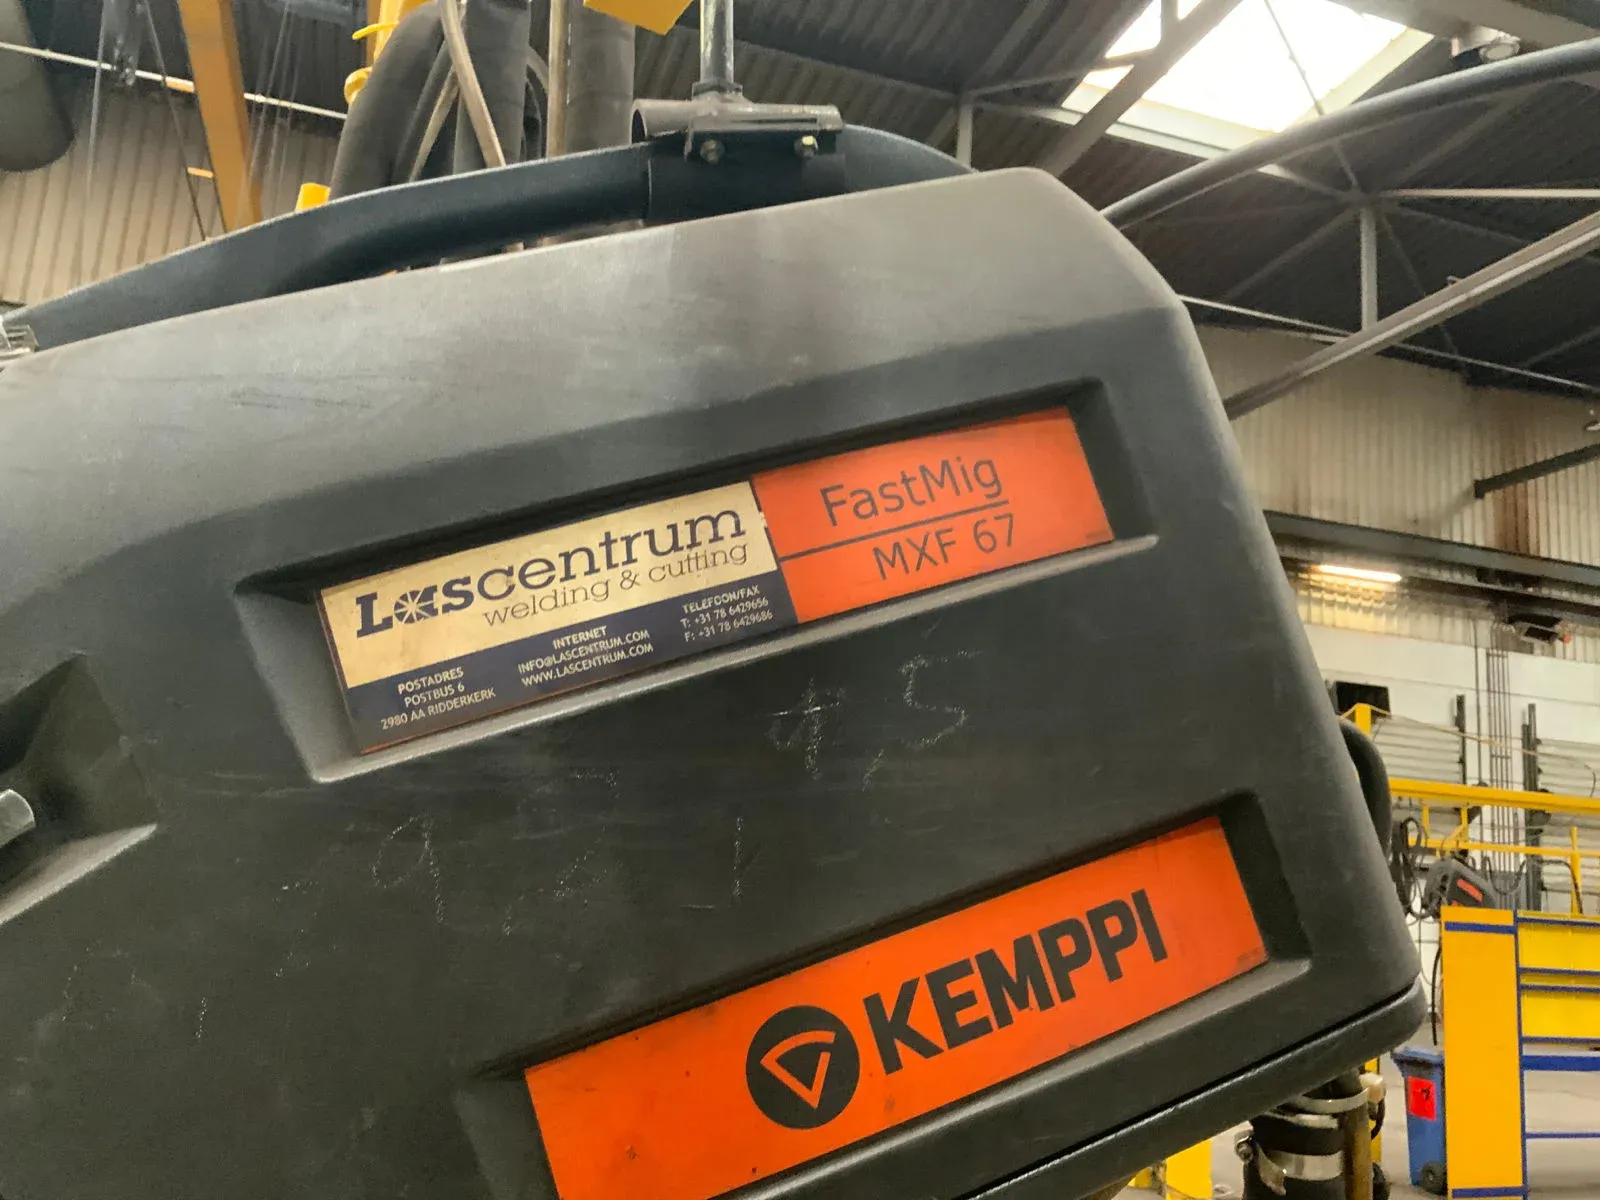 Lascentrum
welding & cutting
POSTADRES
POSTBUS 6
2980 AA RIDDERKERK
INTERNET
INFO@LASCENTRUM.COM
WWW.LASCENTRUM.COM
TELEFOON/FAX
T: +31 78 6429656
F: +31 78 6429686
FastMig
MXF 67
KEMPPI